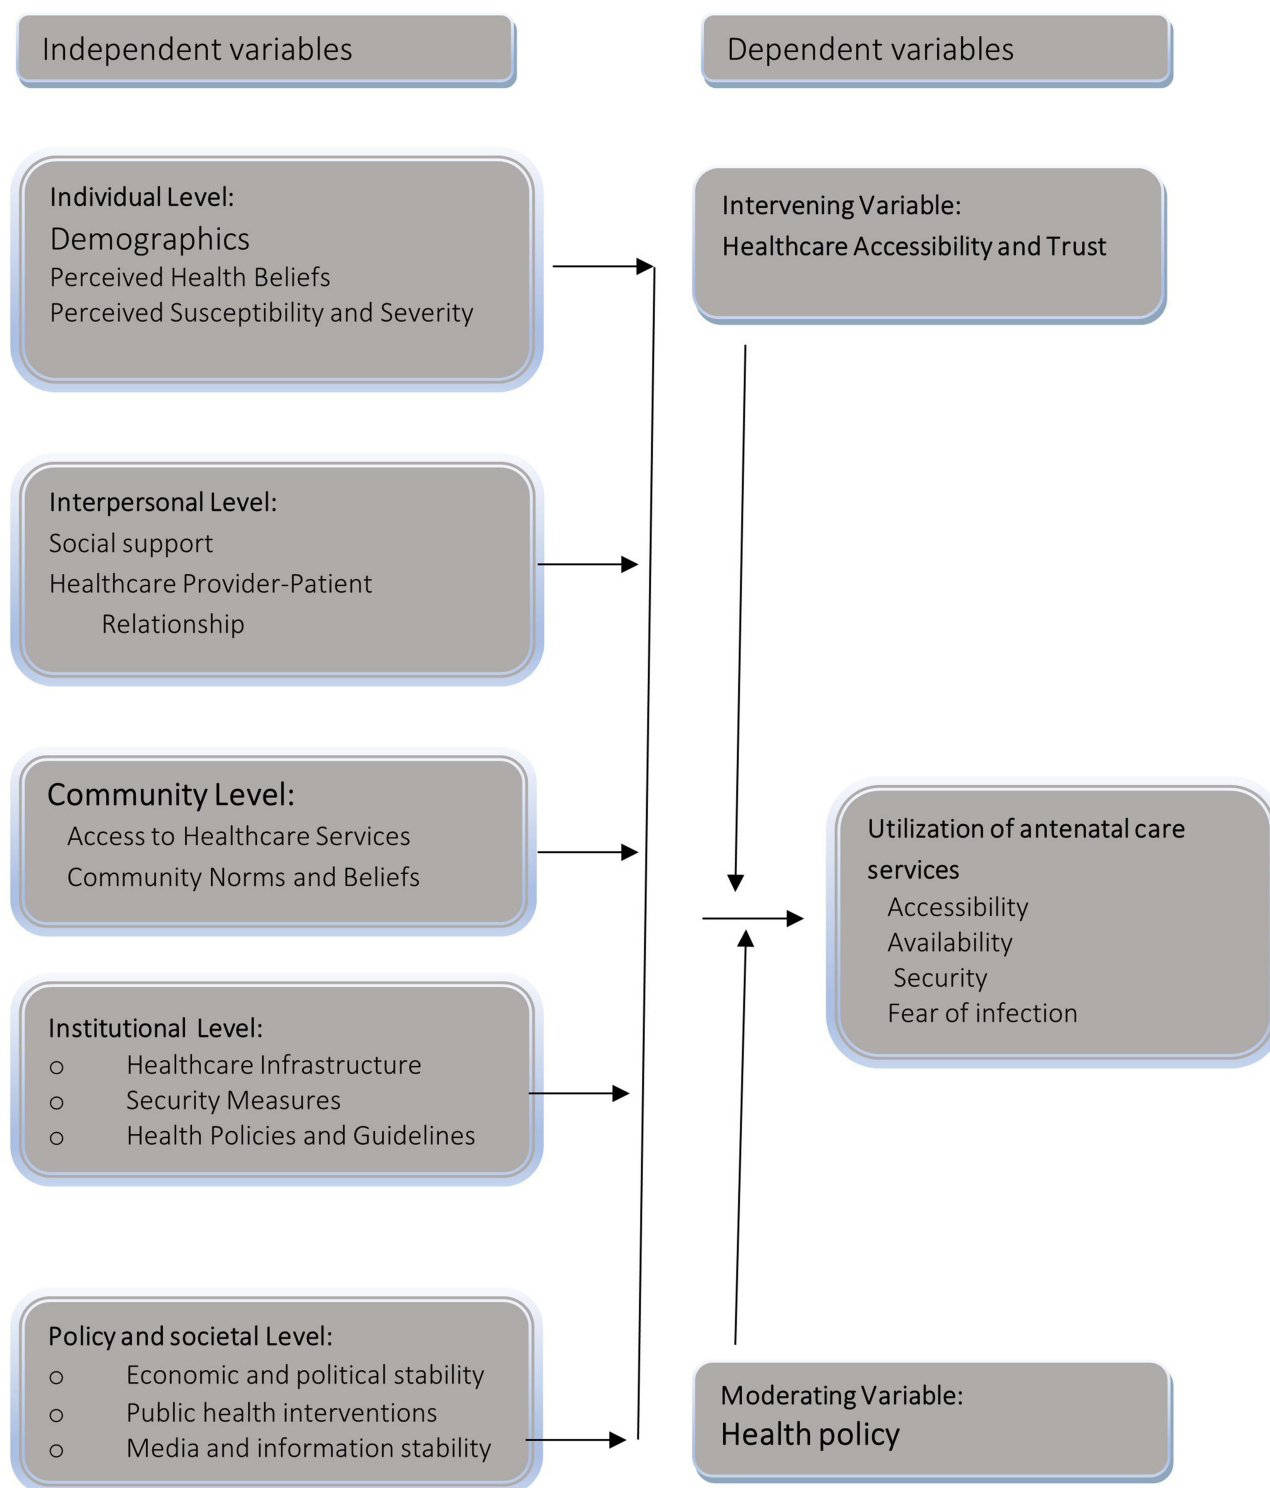 Independent variables
Dependent variables
Individual Level:
Demographics
Perceived Health Beliefs
Perceived Susceptibility and Severity
Intervening Variable:
Healthcare Accessibility and Trust
Interpersonal Level:
Social support
Healthcare Provider-Patient
Relationship
Community Level:
Access to Healthcare Services
Community Norms and Beliefs
Utilization of antenatal care
services
Accessibility
Availability
Security
Fear of infection
Institutional Level:
o Healthcare Infrastructure
o Security Measures
o Health Policies and Guidelines
Policy and societal Level:
o Economic and political stability
o Public health interventions
o Media and information stability
Moderating Variable:
Health policy